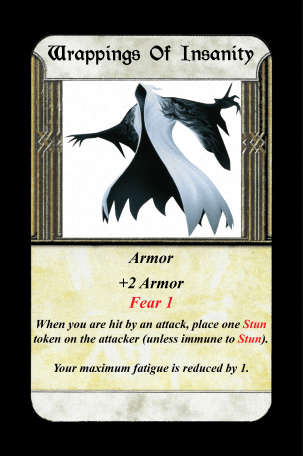 Wrappings Of Insanity
Armor
+2 Armor
Fear 1
When you are hit by an attack, place one Stun
token on the attacker (unless immune to Stun).
Your maximum fatigue is reduced by 1.